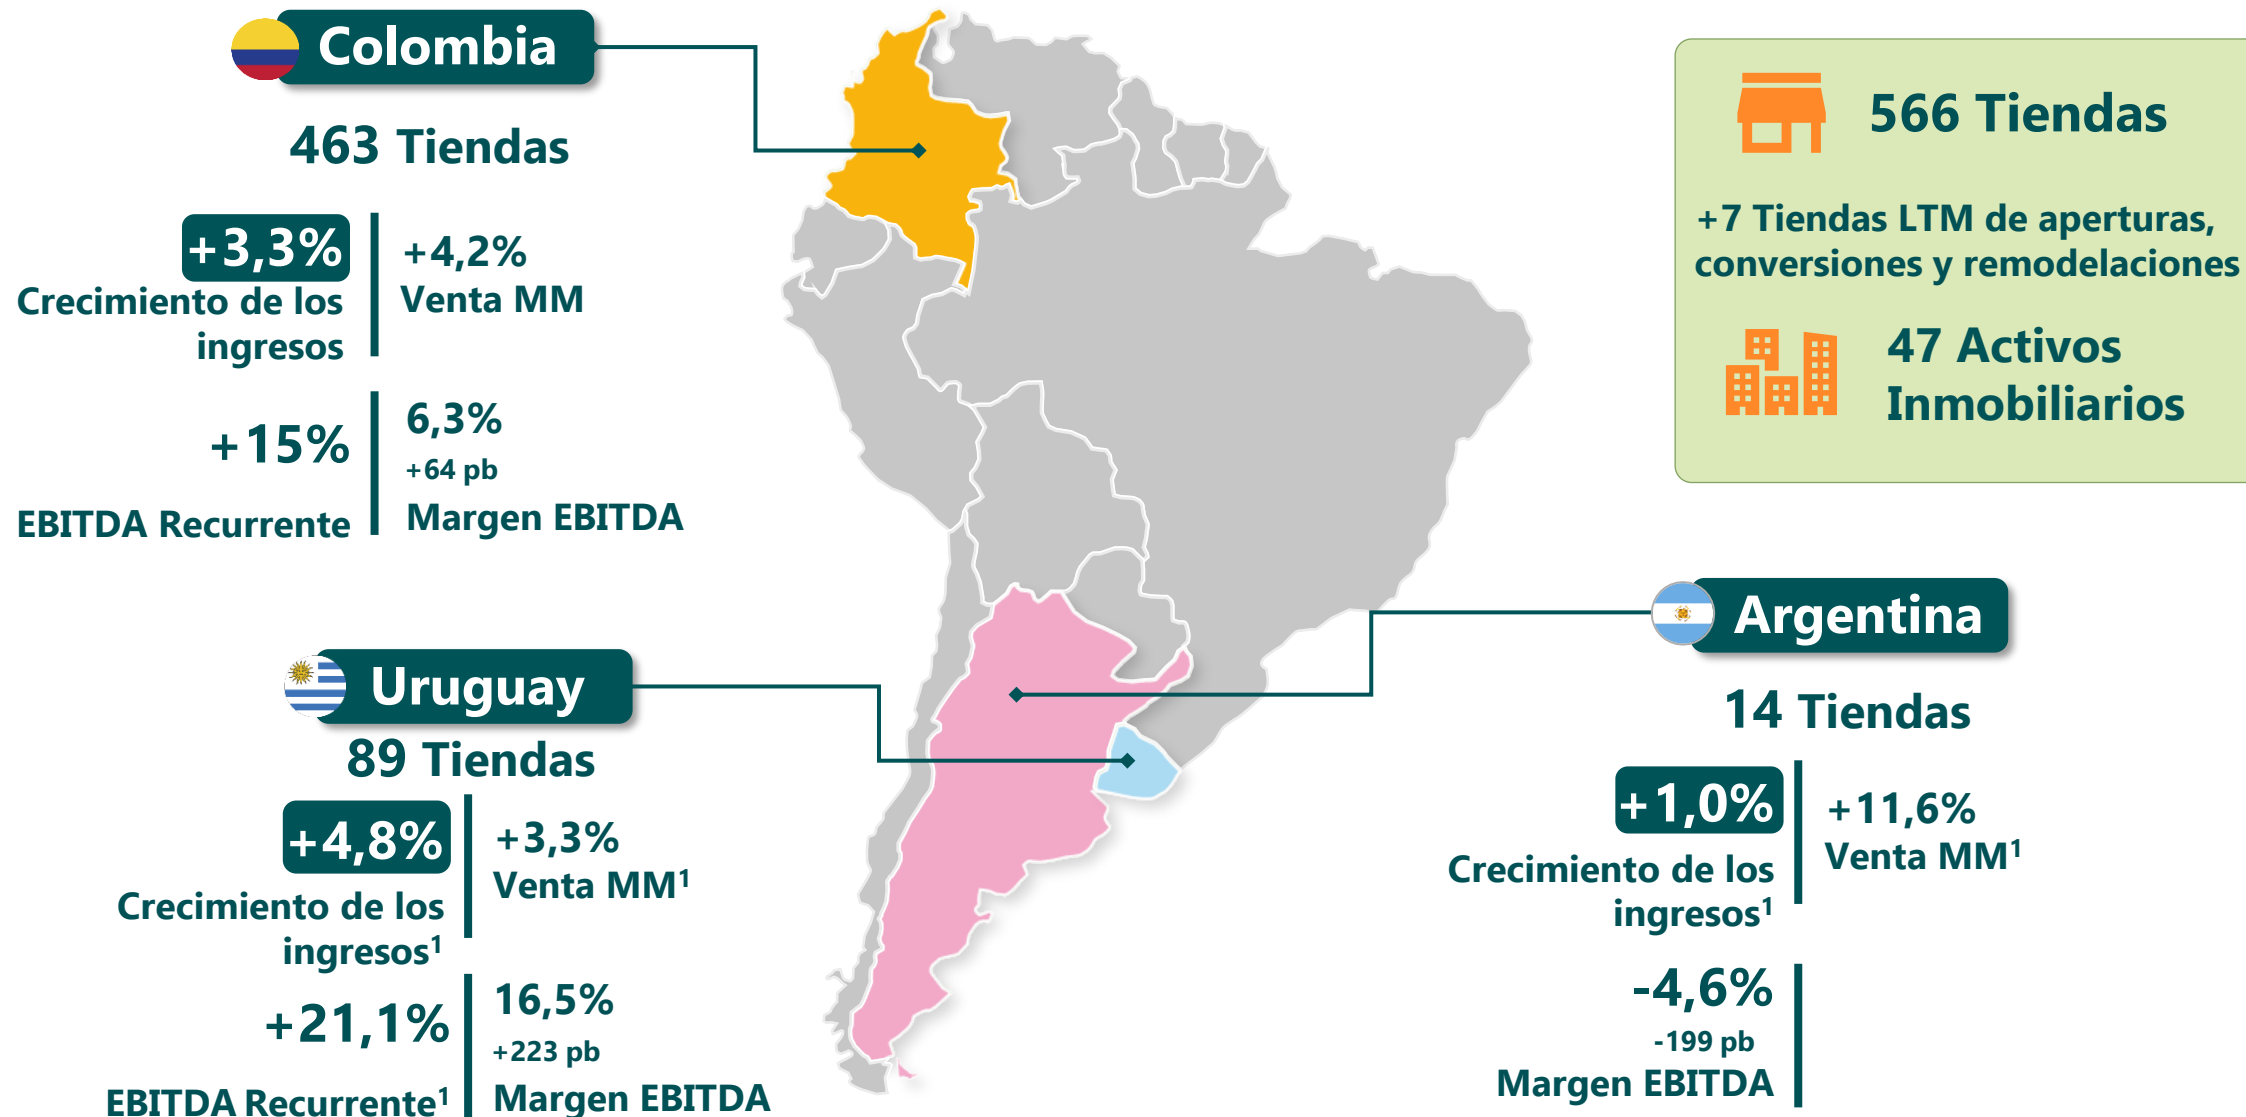 Colombia
463 Tiendas
+3,3%
Crecimiento de los
ingresos
+4,2%
Venta MM
+15%
EBITDA Recurrente
6,3%
+64 pb
Margen EBITDA
566 Tiendas
+7 Tiendas LTM de aperturas,
conversiones y remodelaciones
47 Activos
Inmobiliarios
Uruguay
89 Tiendas
+4,8%
Crecimiento de los
ingresos¹
+3,3%
Venta MM¹
+21,1%
EBITDA Recurrente¹
16,5%
+223 pb
Margen EBITDA
Argentina
14 Tiendas
+1,0%
Crecimiento de los
ingresos¹
+11,6%
Venta MM¹
-4,6%
-199 pb
Margen EBITDA